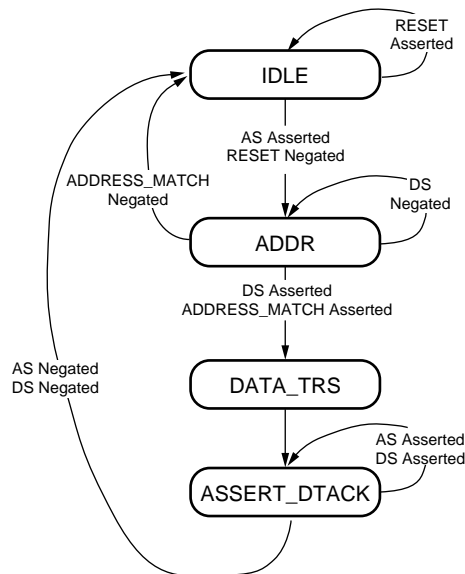 RESET
Asserted
IDLE
AS Asserted
RESET Negated
ADDRESS_MATCH
Negated
DS
Negated
ADDR
DS Asserted
ADDRESS_MATCH Asserted
AS Negated
DS Negated
DATA_TRS
AS Asserted
DS Asserted
ASSERT_DTACK